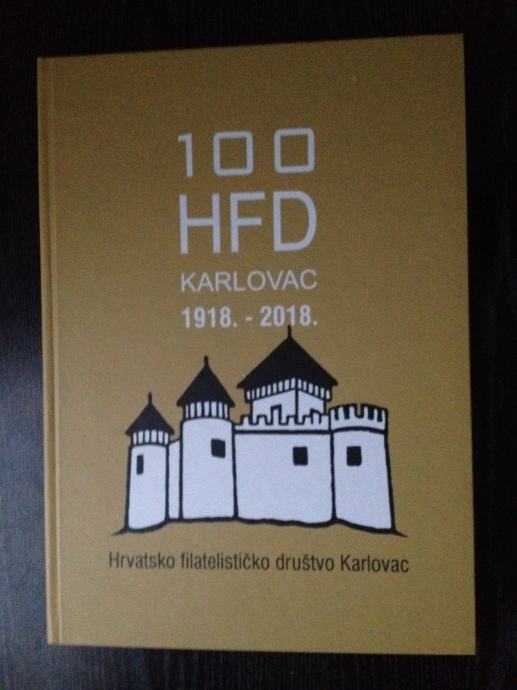 100
HFD
KARLOVAC
1918. - 2018.
Hrvatsko filatelističko društvo Karlovac